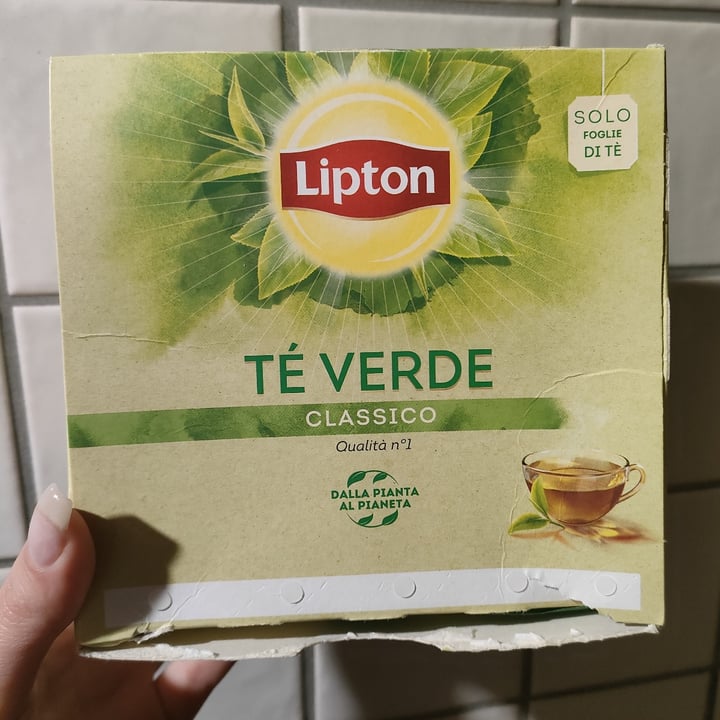 Lipton
SOLO
FOGLIE
DI TÈ
TÉ VERDE
CLASSICO
Qualità n°1
DALLA PIANTA
AL PIANETA